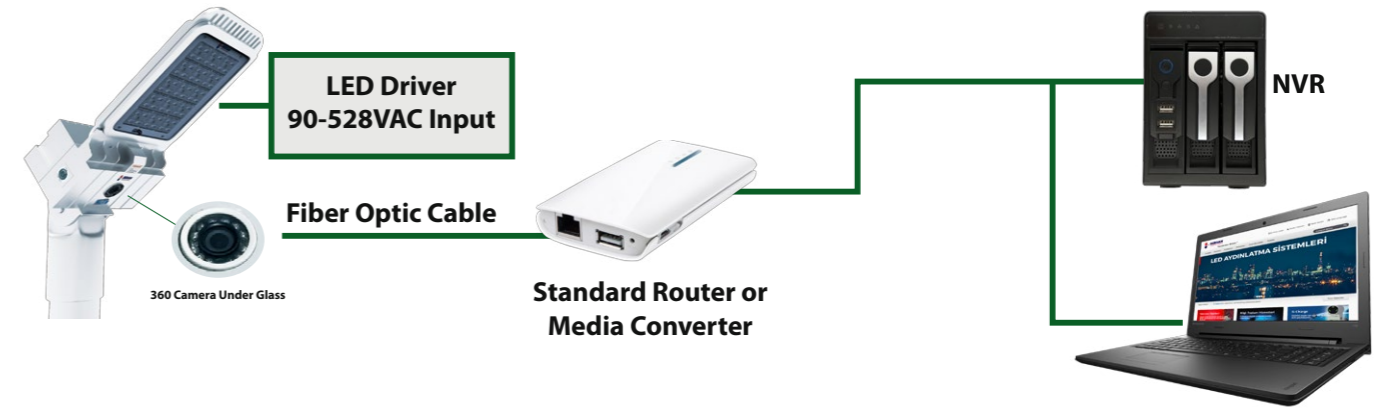 LED Driver
90-528VAC Input
NVR
Fiber Optic Cable
360 Camera Under Glass
Standard Router or
Media Converter
LED AYDINLATMA SİSTEMLERİ